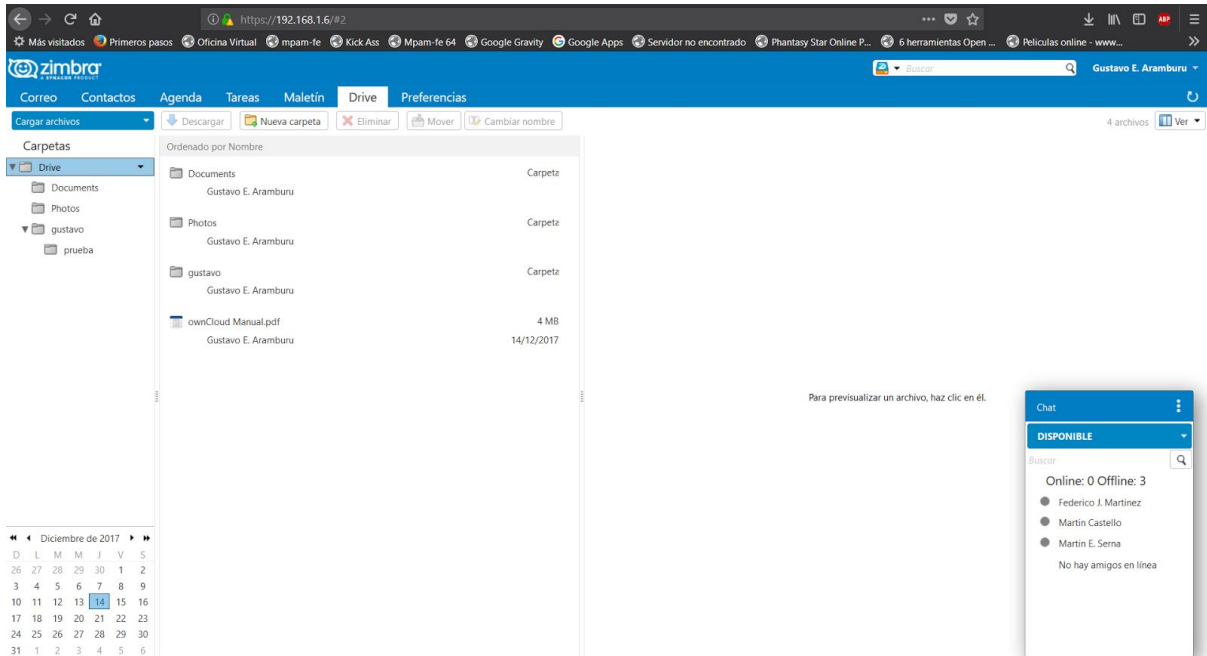 https://192.168.1.6/#2
ABP
Más visitados Primeros pasos Oficina Virtual mpam-fe Kick Ass Mpam-fe 64 Google Gravity Google Apps Servidor no encontrado Phantasy Star Online P... 6 herramientas Open ... Peliculas online - www...
zimbra
A SYNACOR PRODUCT
Buscar
Gustavo E. Aramburu
Correo Contactos Agenda Tareas Maletín Drive Preferencias
Cargar archivos Descargar Nueva carpeta Eliminar Mover Cambiar nombre 4 archivos Ver
Carpetas
Drive
Documents
Photos
gustavo
prueba
Ordenado por Nombre
Documents Carpeta
Gustavo E. Aramburu
Photos Carpeta
Gustavo E. Aramburu
gustavo Carpeta
Gustavo E. Aramburu
ownCloud Manual.pdf 4 MB
Gustavo E. Aramburu 14/12/2017
Para previsualizar un archivo, haz clic en él.
Chat
DISPONIBLE
Buscar
Online: 0 Offline: 3
Federico J. Martinez
Martin Castello
Martin E. Serna
No hay amigos en línea
Diciembre de 2017
D L M M J V S
26 27 28 29 30 1 2
3 4 5 6 7 8 9
10 11 12 13 14 15 16
17 18 19 20 21 22 23
24 25 26 27 28 29 30
31 1 2 3 4 5 6